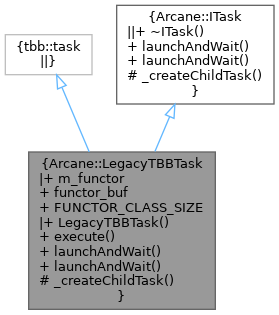 {tbb::task
||}
{Arcane::ITask
||+ ~ITask()
+ launchAndWait()
+ launchAndWait()
# _createChildTask()
}
{Arcane::LegacyTBBTask
|+ m_functor
+ functor_buf
+ FUNCTOR_CLASS_SIZE
|+ LegacyTBBTask()
+ execute()
+ launchAndWait()
+ launchAndWait()
# _createChildTask()
}